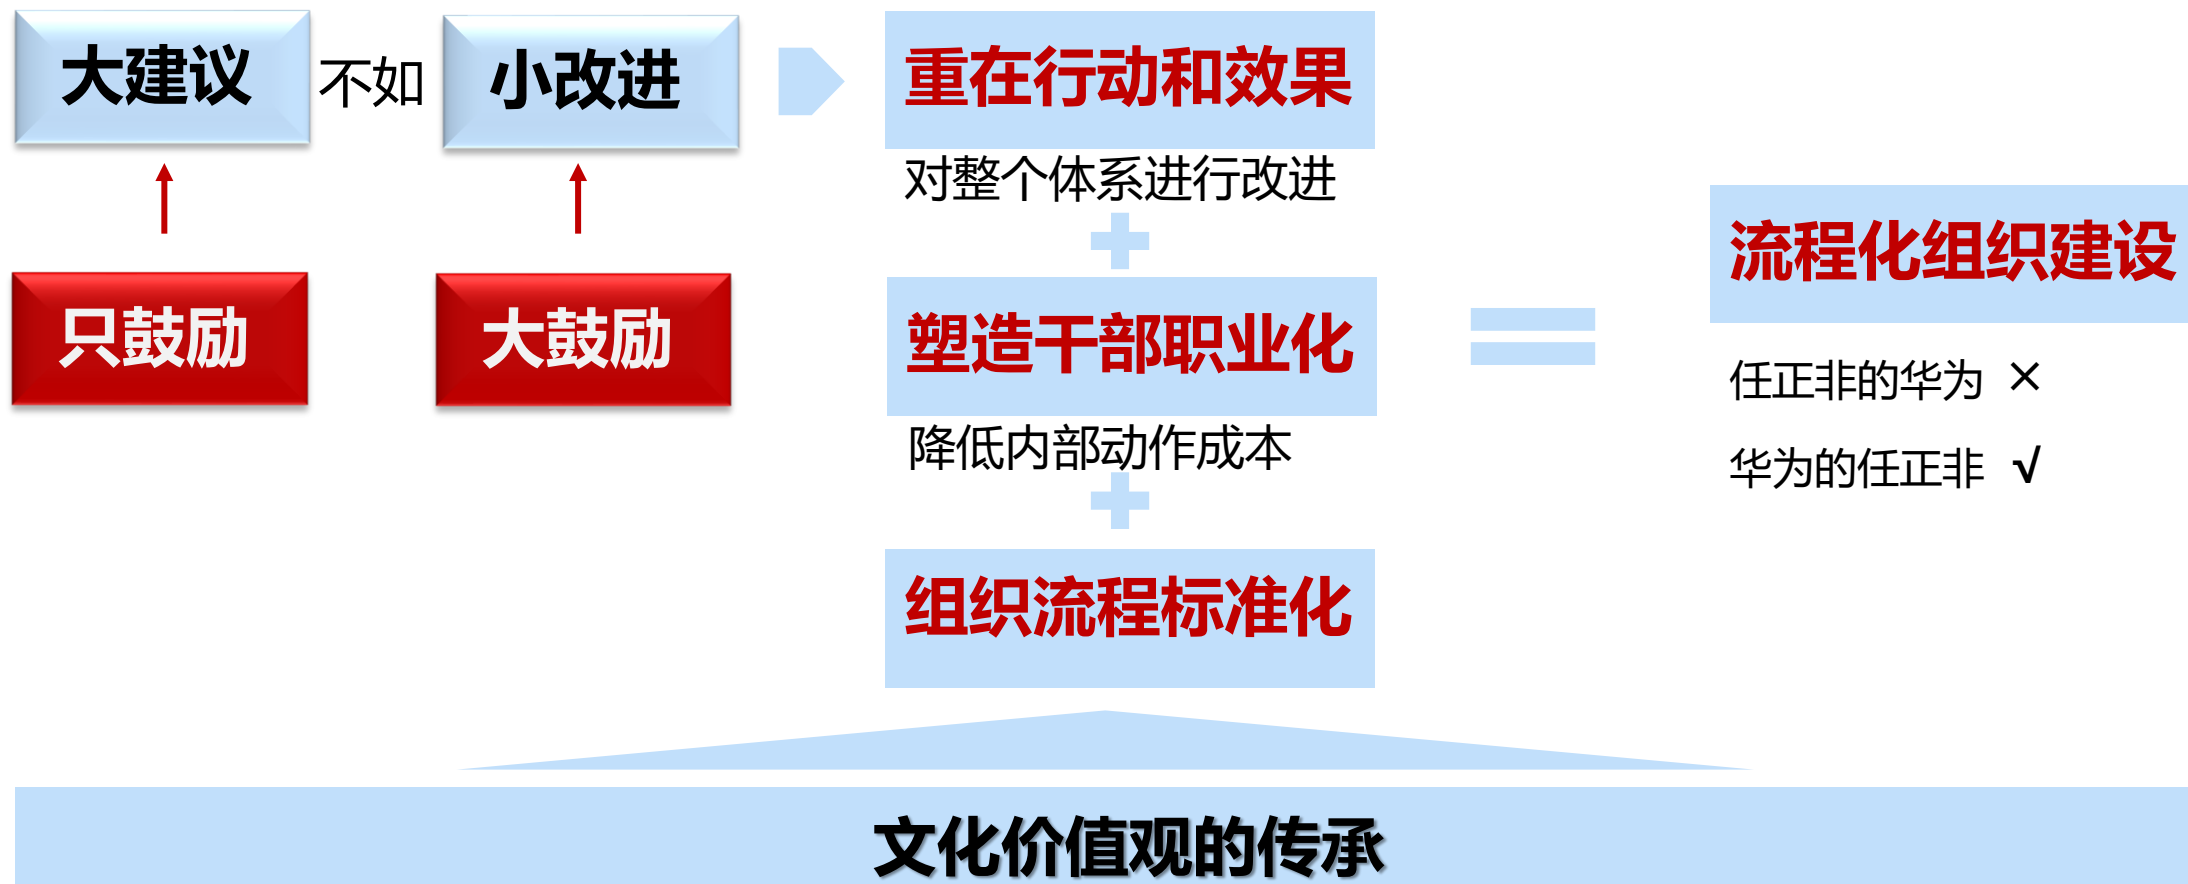 大建议
不如
小改进
只鼓励
大鼓励
重在行动和效果
对整个体系进行改进
塑造干部职业化
降低内部动作成本
组织流程标准化
流程化组织建设
任正非的华为 ×
华为的任正非 √
文化价值观的传承